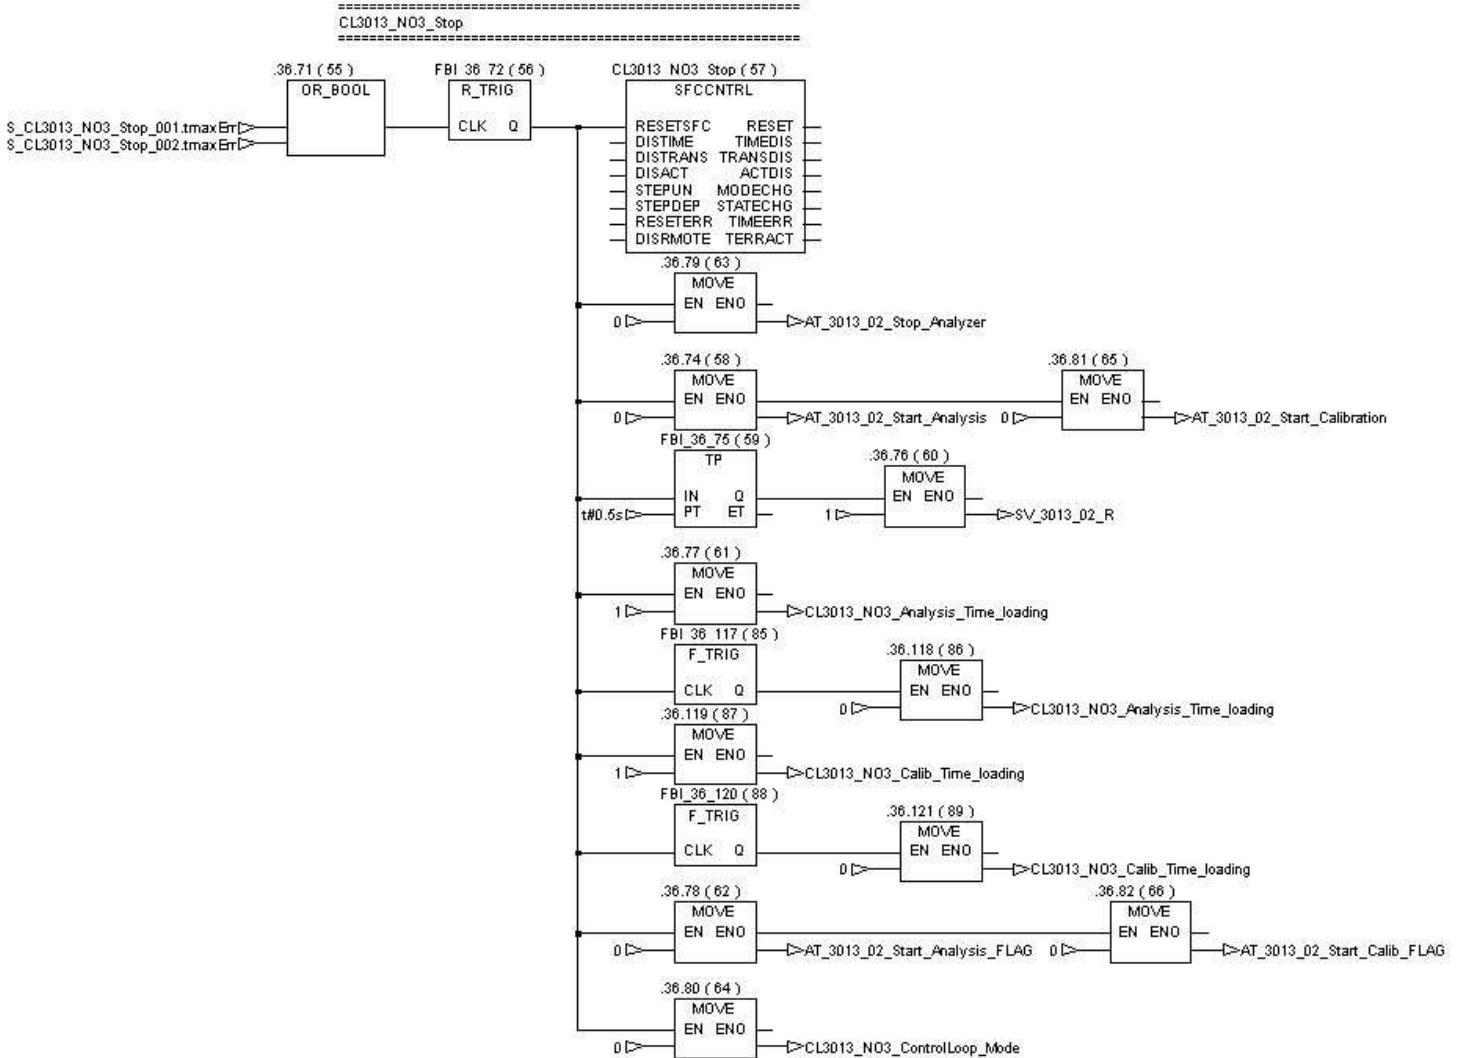 ==========================================================
CL3013_NO3_Stop
==========================================================
.36.71 ( 55 ) FBI_36_72 ( 56 ) CL3013_NO3_Stop ( 57 )
OR_BOOL R_TRIG SFCCNTRL
S_CL3013_NO3_Stop_001.tmaxErr CLK Q RESETSFC RESET
S_CL3013_NO3_Stop_002.tmaxErr DISTIME TIMEDIS
DISTRANS TRANSDIS
DISACT ACTDIS
STEPUN MODECHG
STEPDEP STATECHG
RESETERR TIMEERR
DISRMOTE TERRACT
.36.79 ( 63 )
MOVE
EN ENO
0 AT_3013_02_Stop_Analyzer
.36.74 ( 58 ) .36.81 ( 65 )
MOVE MOVE
EN ENO EN ENO
0 AT_3013_02_Start_Analysis 0 AT_3013_02_Start_Calibration
FBI_36_75 ( 59 ) .36.76 ( 60 )
TP MOVE
IN Q EN ENO
t#0.5s PT ET 1 SV_3013_02_R
.36.77 ( 61 )
MOVE
EN ENO
1 CL3013_NO3_Analysis_Time_loading
FBI_36_117 ( 85 ) .36.118 ( 86 )
F_TRIG MOVE
CLK Q EN ENO
0 CL3013_NO3_Analysis_Time_loading
.36.119 ( 87 )
MOVE
EN ENO
1 CL3013_NO3_Calib_Time_loading
FBI_36_120 ( 88 ) .36.121 ( 89 )
F_TRIG MOVE
CLK Q EN ENO
0 CL3013_NO3_Calib_Time_loading
.36.78 ( 62 ) .36.82 ( 66 )
MOVE MOVE
EN ENO EN ENO
0 AT_3013_02_Start_Analysis_FLAG 0 AT_3013_02_Start_Calib_FLAG
.36.80 ( 64 )
MOVE
EN ENO
0 CL3013_NO3_ControlLoop_Mode